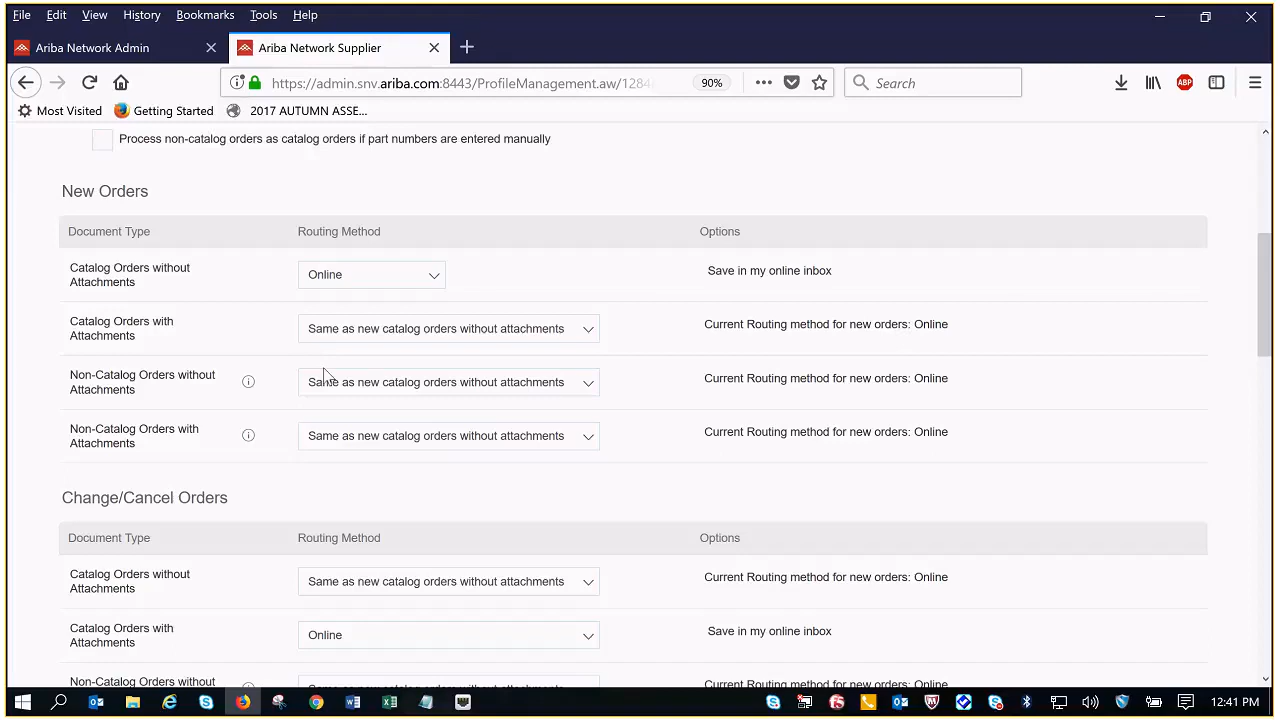 File Edit View History Bookmarks Tools Help
Ariba Network Admin
Ariba Network Supplier
https://admin.snv.ariba.com:8443/ProfileManagement.aw/1284
90%
Search
Most Visited Getting Started 2017 AUTUMN ASSE...
Process non-catalog orders as catalog orders if part numbers are entered manually
New Orders
Document Type Routing Method Options
Catalog Orders without
Attachments
Online
Save in my online inbox
Catalog Orders with
Attachments
Same as new catalog orders without attachments
Current Routing method for new orders: Online
Non-Catalog Orders without
Attachments
Same as new catalog orders without attachments
Current Routing method for new orders: Online
Non-Catalog Orders with
Attachments
Same as new catalog orders without attachments
Current Routing method for new orders: Online
Change/Cancel Orders
Document Type Routing Method Options
Catalog Orders without
Attachments
Same as new catalog orders without attachments
Current Routing method for new orders: Online
Catalog Orders with
Attachments
Online
Save in my online inbox
Non-Catalog Orders without
Same as new catalog orders without attachments
Current Routing method for new orders: Online
12:41 PM